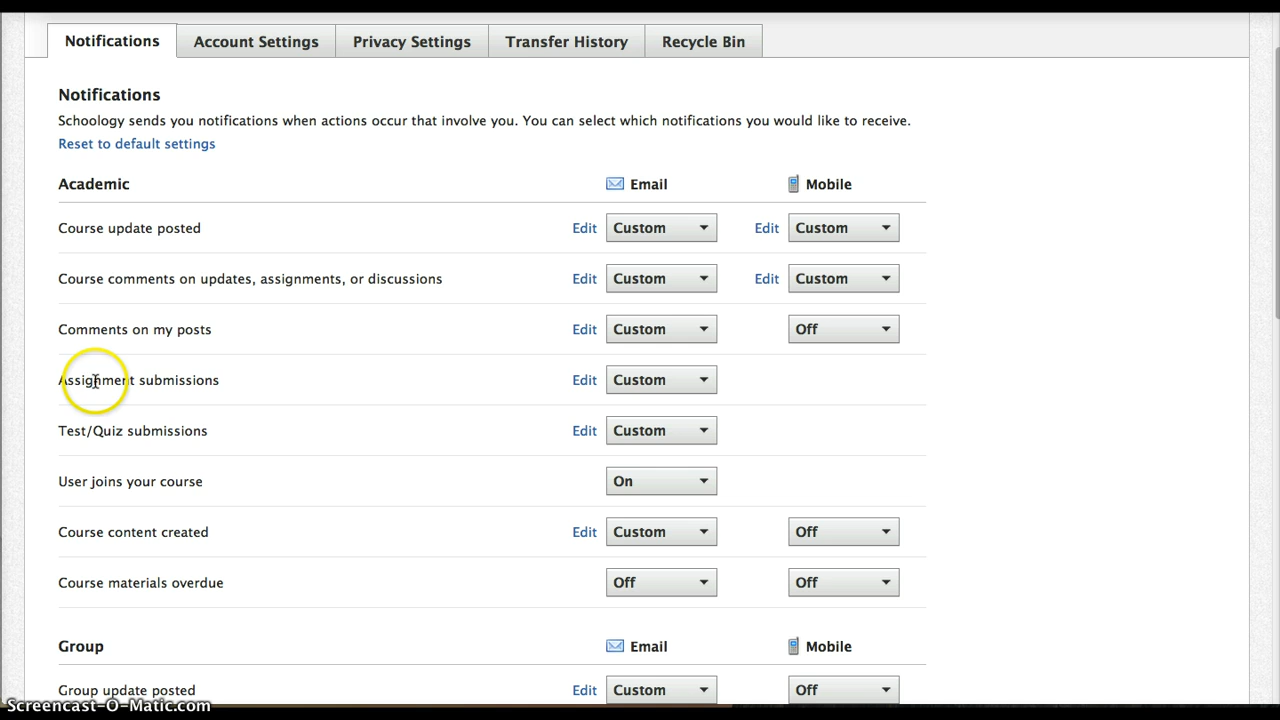 Notifications Account Settings Privacy Settings Transfer History Recycle Bin
Notifications
Schoology sends you notifications when actions occur that involve you. You can select which notifications you would like to receive.
Reset to default settings
Academic Email Mobile
Course update posted Edit Custom Edit Custom
Course comments on updates, assignments, or discussions Edit Custom Edit Custom
Comments on my posts Edit Custom Off
Assignment submissions Edit Custom
Test/Quiz submissions Edit Custom
User joins your course On
Course content created Edit Custom Off
Course materials overdue Off Off
Group Email Mobile
Group update posted Edit Custom Off
Screencast-O-Matic.com